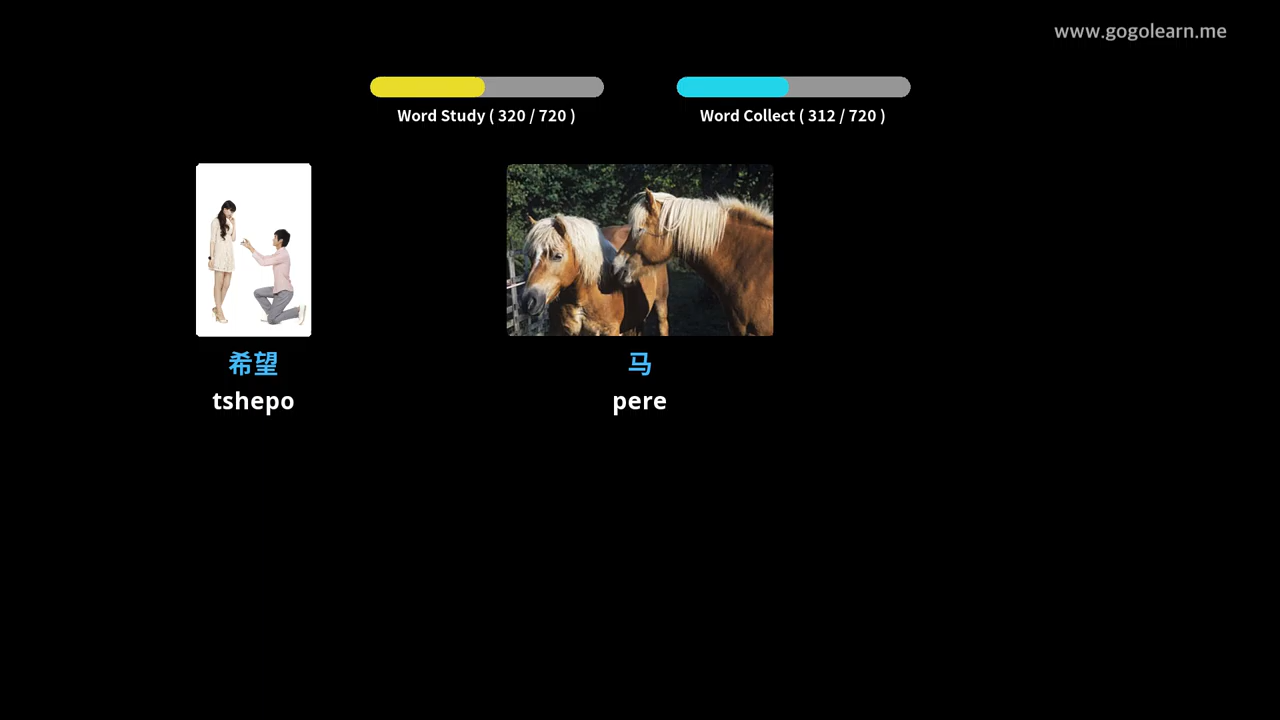 www.gogolearn.me
Word Study ( 320 / 720 )
Word Collect ( 312 / 720 )
希望
tshepo
马
pere